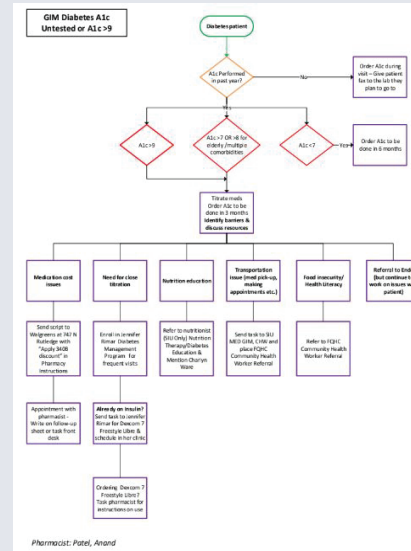 GIM Diabetes A1c
Untested or A1c >9
Diabetes patient
A1c Performed
in past year?
No
Order A1c during
visit – Give patient
fax to the lab they
plan to go to
Yes
A1c>9
A1c >7 OR >8 for
elderly /multiple
comorbidities
A1c <7
Yes
Order A1c to be
done in 6 months
Titrate meds
Order A1c to be
done in 3 months
Identify barriers &
discuss resources
Medication cost
issues
Need for close
titration
Nutrition education
Transportation
issue (med pick-up,
making
appointments etc.)
Food insecurity/
Health Literacy
Referral to Endo
(but continue to
work on issues w
patient)
Send script to
Walgreens at 747 N
Rutledge with
"Apply 340B
discount" in
Pharmacy
Instructions
Enroll in Jennifer
Rimar Diabetes
Management
Program for
frequent visits
Refer to nutritionist
(SIU Only) Nutrition
Therapy/Diabetes
Education &
Mention Charlyn
Ware
Send task to SIU
MED GIM, CHW and
place FQHC
Community Health
Worker Referral
Refer to FQHC
Community Health
Worker Referral
Appointment with
pharmacist -
Write on follow-up
sheet or task front
desk
Already on insulin?
Send task to Jennifer
Rimar for Dexcom 7
Freestyle Libre &
schedule in her clinic
Ordering Dexcom 7
Freestyle Libre?
Task pharmacist for
instructions on use
Pharmacist: Patel, Anand